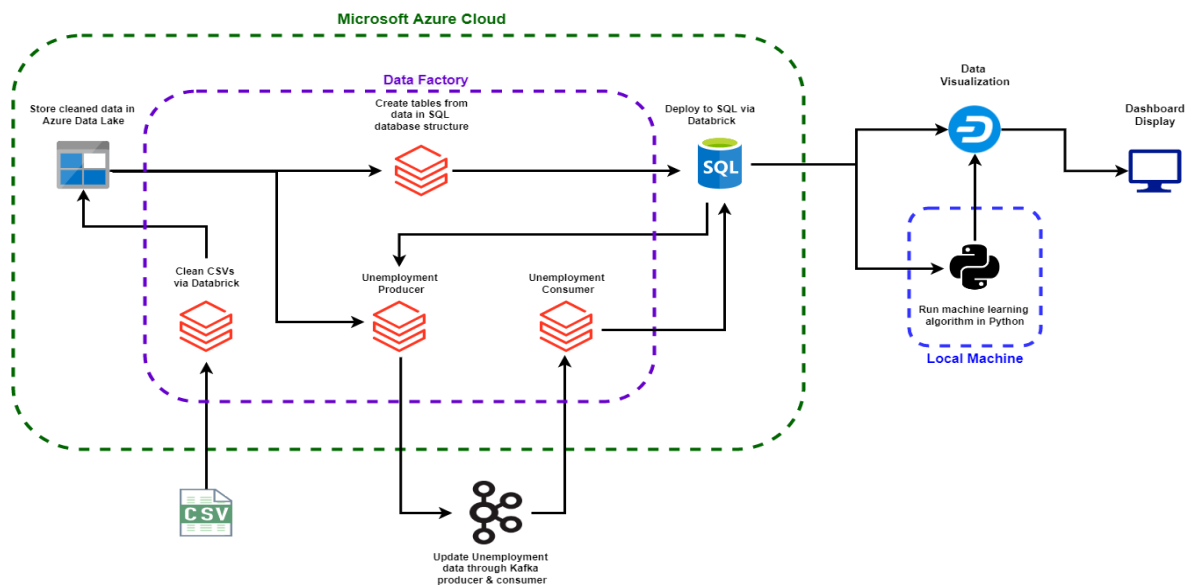 Microsoft Azure Cloud
Data Factory
Store cleaned data in
Azure Data Lake
Create tables from
data in SQL
database structure
Deploy to SQL via
Databrick
SQL
Data
Visualization
Dashboard
Display
Clean CSVs
via Databrick
Unemployment
Producer
Unemployment
Consumer
Run machine learning
algorithm in Python
Local Machine
CSV
Update Unemployment
data through Kafka
producer & consumer